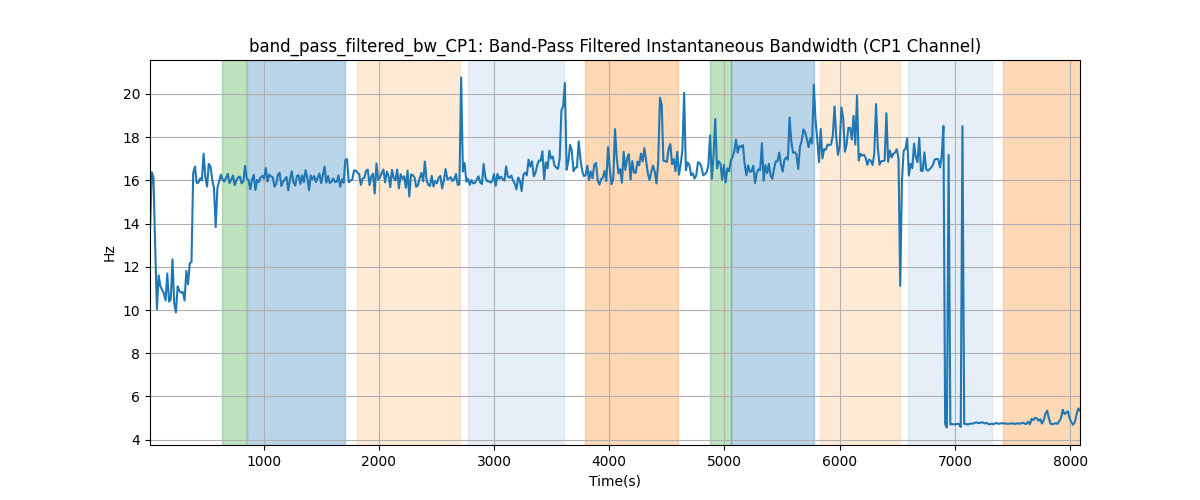 band_pass_filtered_bw_CP1: Band-Pass Filtered Instantaneous Bandwidth (CP1 Channel)
20
18
16
14
12
10
8
6
4
Hz
1000 2000 3000 4000 5000 6000 7000 8000
Time(s)